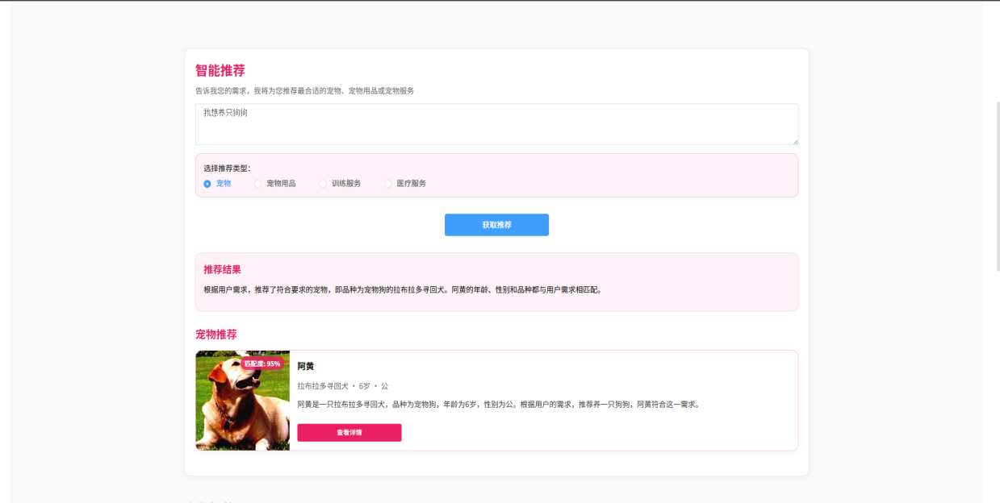 智能推荐
告诉我您的需求，我将为您推荐最合适的宠物、宠物用品或宠物服务
我想养只狗狗
选择推荐类型：
宠物 宠物用品 训练服务 医疗服务
获取推荐
推荐结果
根据用户需求，推荐了符合要求的宠物，即品种为宠物狗的拉布拉多寻回犬。阿黄的年龄、性别和品种都与用户需求相匹配。
宠物推荐
匹配度: 95%
阿黄
拉布拉多寻回犬 • 6岁 • 公
阿黄是一只拉布拉多寻回犬，品种为宠物狗，年龄为6岁，性别为公。根据用户的需求，推荐养一只狗狗，阿黄符合这一需求。
查看详情